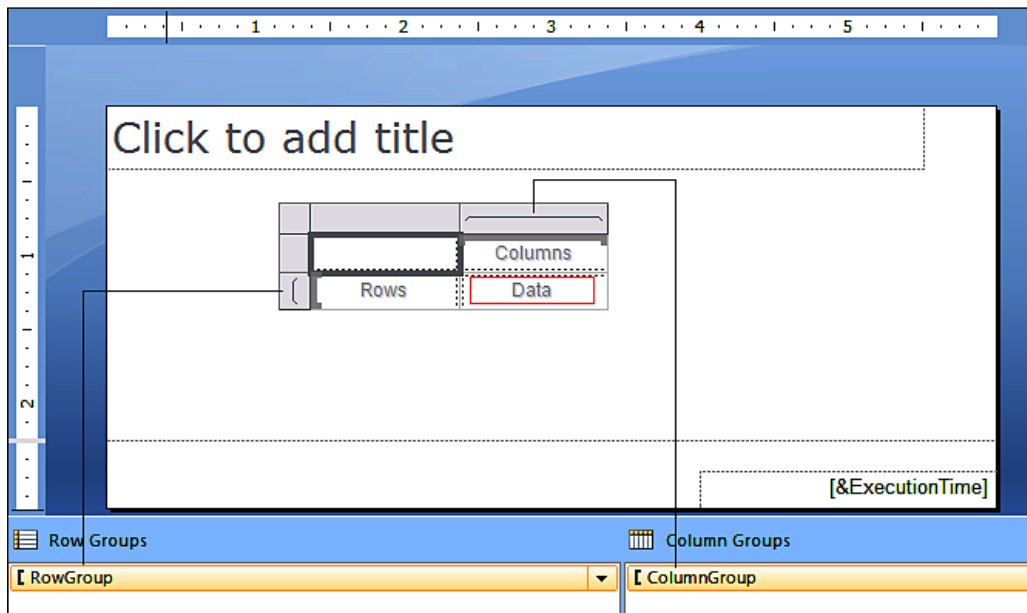 1 2 3 4 5
Click to add title
1
Columns
Rows Data
2
[&ExecutionTime]
Row Groups Column Groups
[ RowGroup [ ColumnGroup